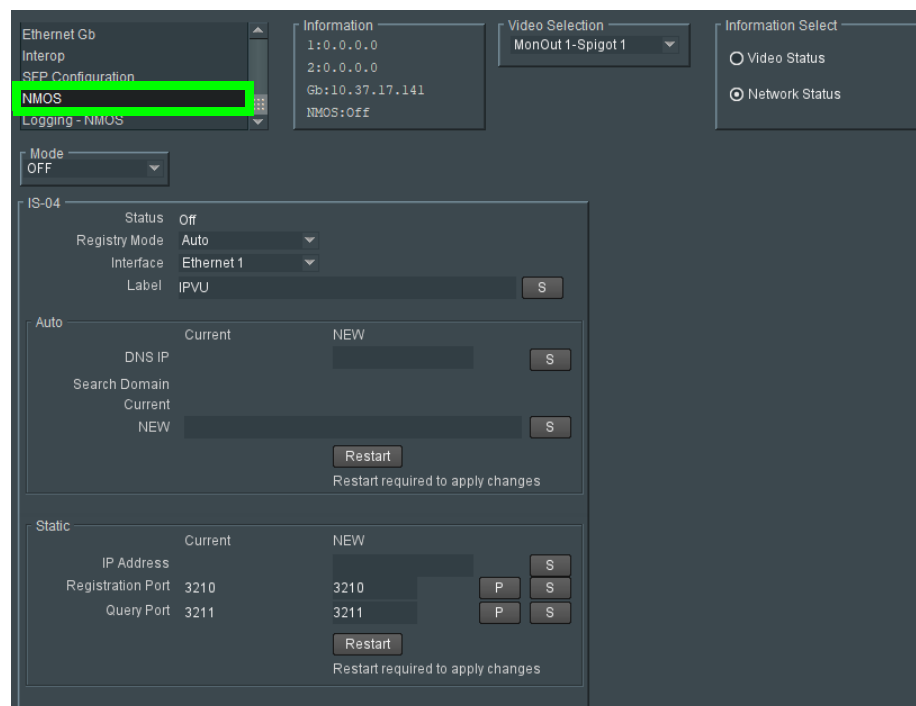 Ethernet Gb
Interop
SFP Configuration
NMOS
Logging - NMOS
Information
1:0.0.0.0
2:0.0.0.0
Gb:10.37.17.141
NMOS:Off
Video Selection
MonOut 1-Spigot 1
Information Select
Video Status
Network Status
Mode
OFF
IS-04
Status Off
Registry Mode Auto
Interface Ethernet 1
Label IPVU S
Auto
Current NEW
DNS IP S
Search Domain
Current
NEW S
Restart
Restart required to apply changes
Static
Current NEW
IP Address S
Registration Port 3210 3210 P S
Query Port 3211 3211 P S
Restart
Restart required to apply changes